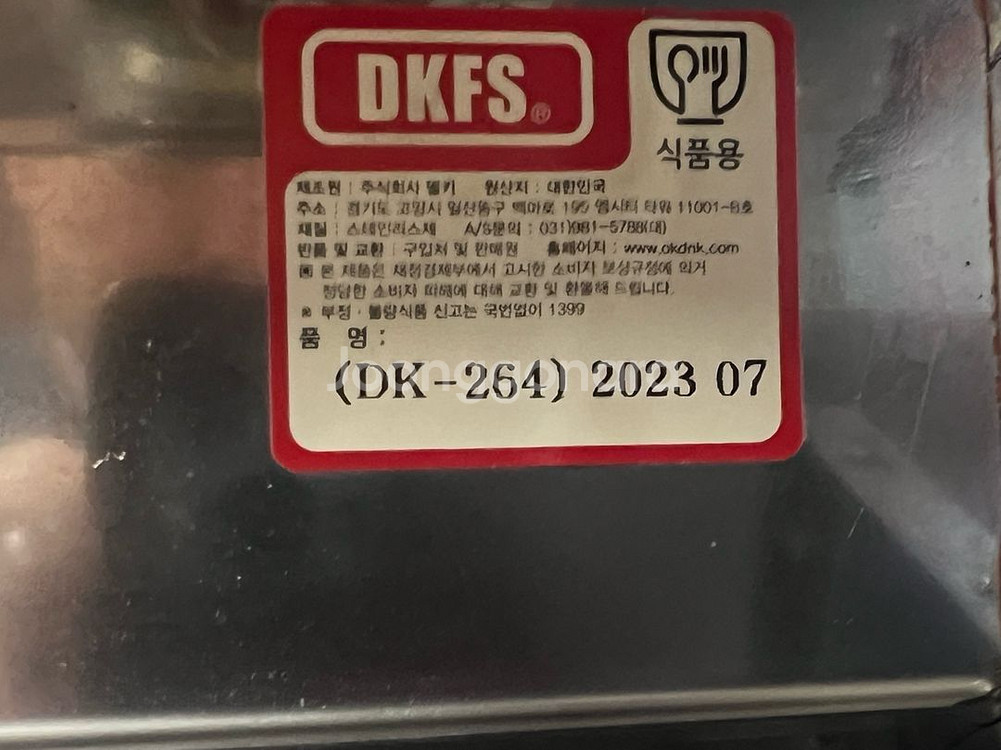 DKFS®
식품용
제조원 : 주식회사 델키 원산지 : 대한민국
주소 : 경기도 고양시 일산동구 백마로 195 엠시티 타워 11001-8호
재질 : 스테인리스제 A/S문의 : 031)981-5788(대)
반품 및 교환 : 구입처 및 판매원 홈페이지 : www.okdnk.com
▣ 본 제품은 재정경제부에서 고시한 소비자 보상규정에 의거
정당한 소비자 피해에 대해 교환 및 환불해 드립니다.
※ 부정·불량식품 신고는 국번없이 1399
품 명 :
(DK-264) 2023 07